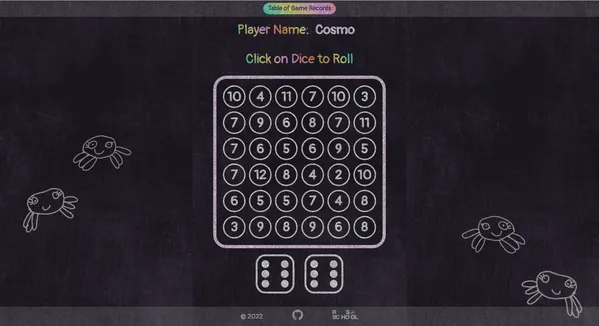 Table of Game Records
Player Name: Cosmo
Click on Dice to Roll
10 4 11 7 10 3
7 9 6 8 7 11
7 6 5 6 9 5
7 12 8 4 2 10
6 5 5 7 8 6
3 9 8 9 6 8
© 2022
SCHOOL